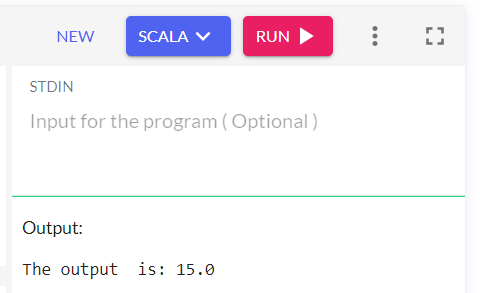 NEW SCALA RUN
STDIN
Input for the program ( Optional )
Output:
The output  is: 15.0